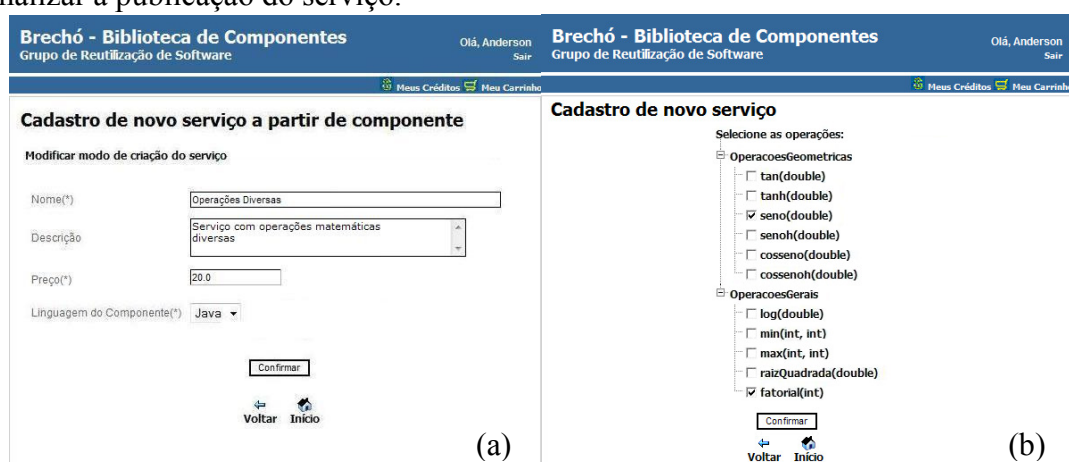 nalizar a publicação do serviço.
Brechó - Biblioteca de Componentes
Grupo de Reutilização de Software
Olá, Anderson
Sair
Meus Créditos Meu Carrinho
Cadastro de novo serviço a partir de componente
Modificar modo de criação do serviço
Nome(*) Operações Diversas
Descrição Serviço com operações matemáticas
diversas
Preço(*) 20.0
Linguagem do Componente(*) Java
Confirmar
Voltar Início
(a)
Brechó - Biblioteca de Componentes
Grupo de Reutilização de Software
Olá, Anderson
Sair
Meus Créditos Meu Carrinh
Cadastro de novo serviço
Selecione as operações:
OperacoesGeometricas
tan(double)
tanh(double)
seno(double)
senoh(double)
cosseno(double)
cossenoh(double)
OperacoesGerais
log(double)
min(int, int)
max(int, int)
raizQuadrada(double)
fatorial(int)
Confirmar
Voltar Início
(b)